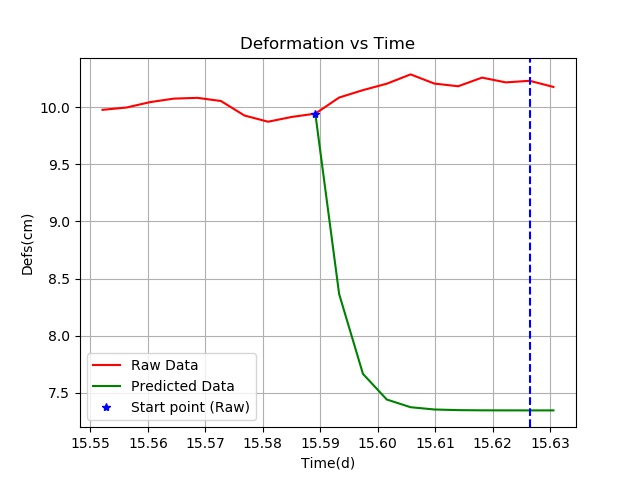 Deformation vs Time
10.0
9.5
9.0
8.5
8.0
7.5
Defs(cm)
Raw Data
Predicted Data
Start point (Raw)
15.55 15.56 15.57 15.58 15.59 15.60 15.61 15.62 15.63
Time(d)